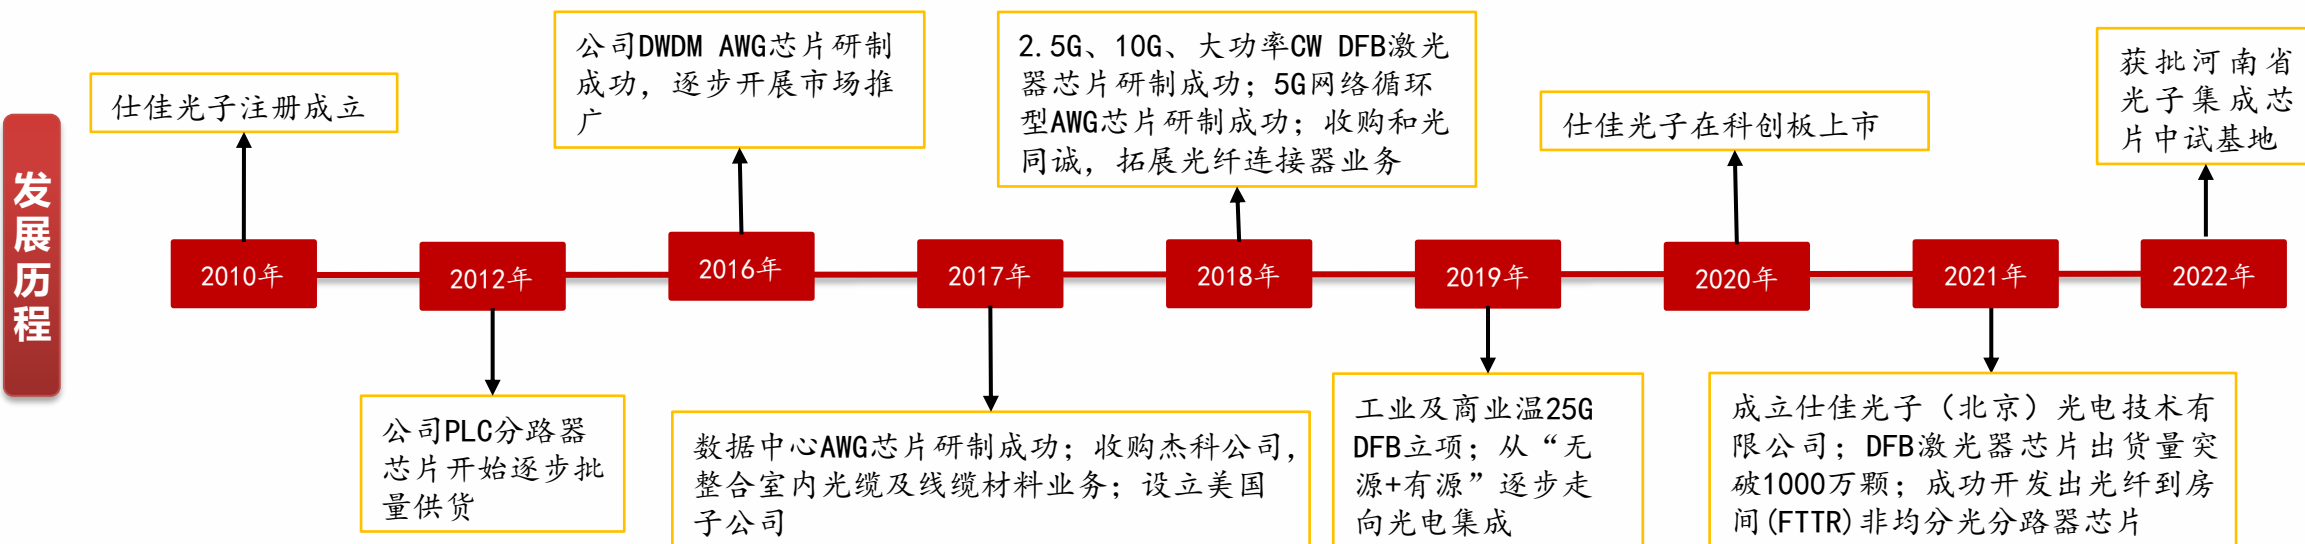 发展历程
仕佳光子注册成立
2010年
2012年
公司PLC分路器
芯片开始逐步批
量供货
公司DWDM AWG芯片研制
成功，逐步开展市场推
广
2016年
2017年
数据中心AWG芯片研制成功；收购杰科公司，
整合室内光缆及线缆材料业务；设立美国
子公司
2.5G、10G、大功率CW DFB激光
器芯片研制成功；5G网络循环
型AWG芯片研制成功；收购和光
同诚，拓展光纤连接器业务
2018年
2019年
工业及商业温25G
DFB立项；从“无
源+有源”逐步走
向光电集成
仕佳光子在科创板上市
2020年
2021年
成立仕佳光子（北京）光电技术有
限公司；DFB激光器芯片出货量突
破1000万颗；成功开发出光纤到房
间(FTTR)非均分光分路器芯片
获批河南省
光子集成芯
片中试基地
2022年